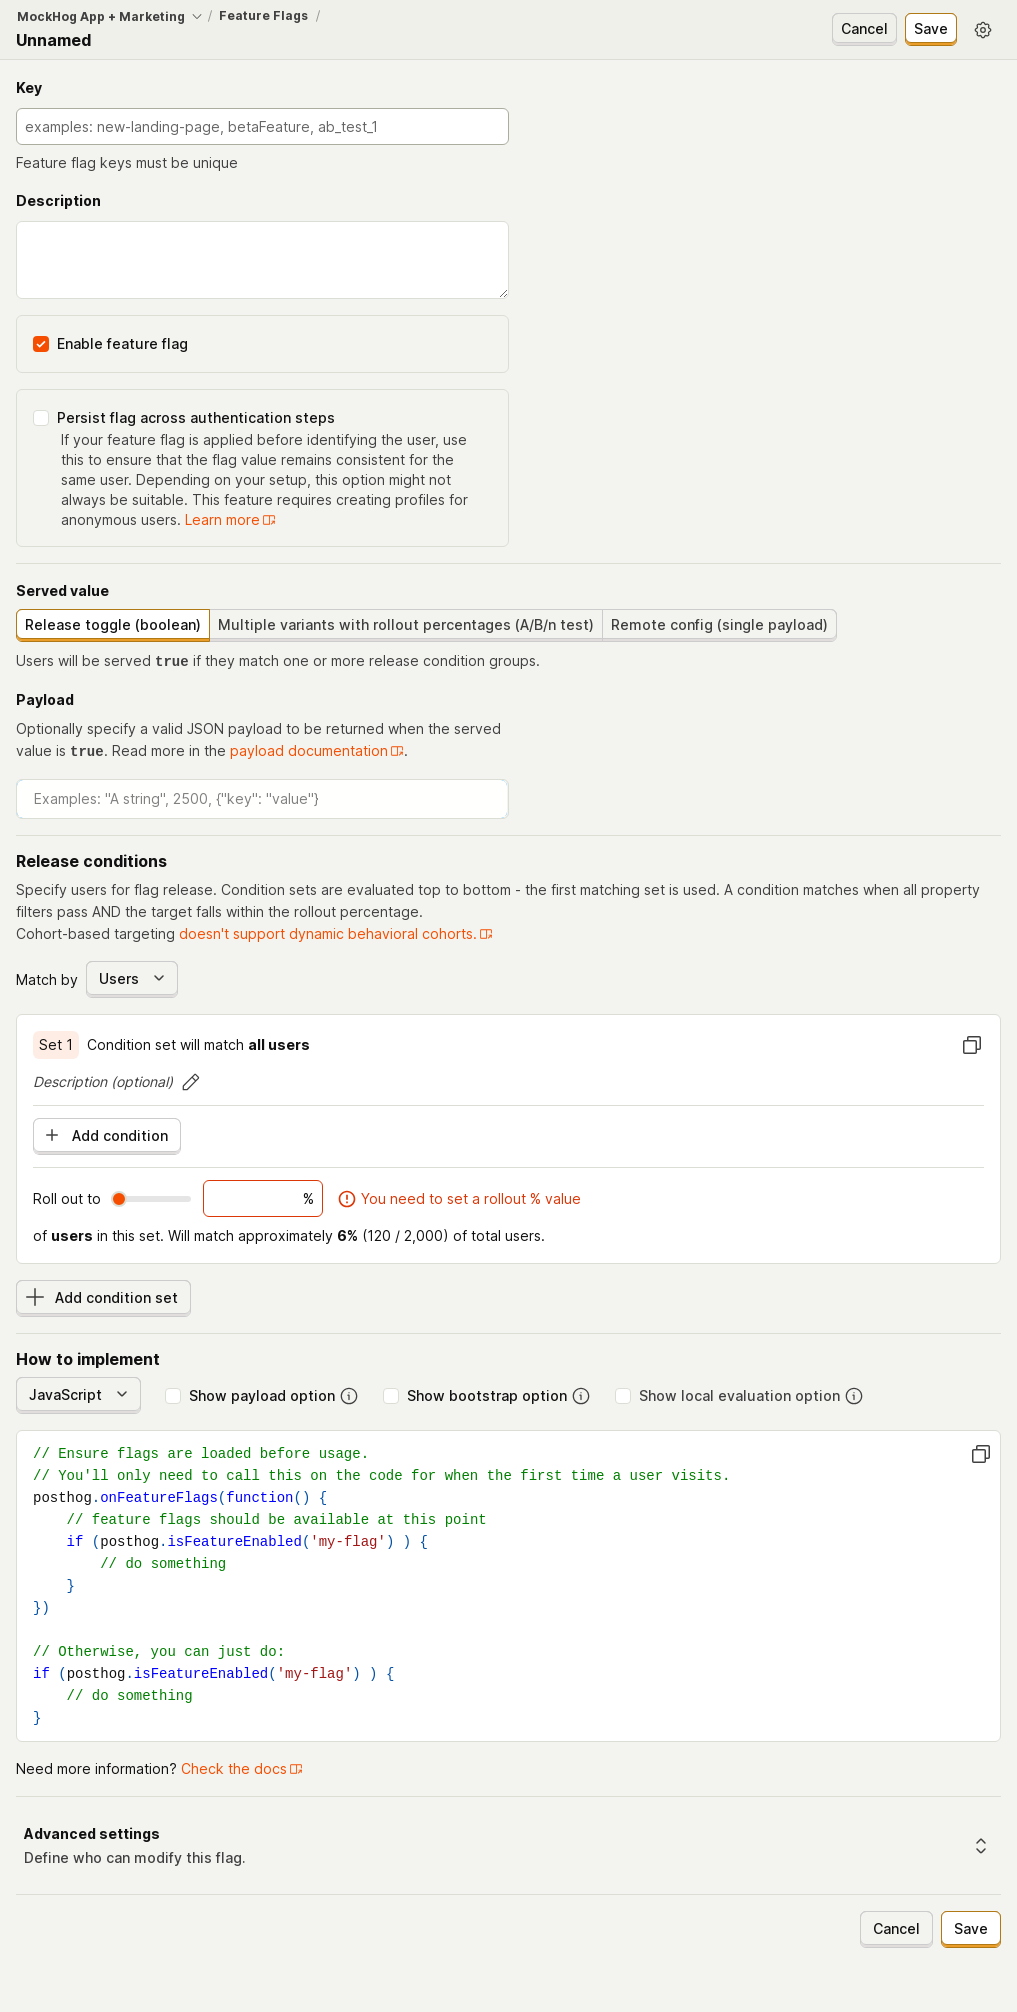 MockHog App + Marketing / Feature Flags /
Unnamed
Cancel
Save
Key
examples: new-landing-page, betaFeature, ab_test_1
Feature flag keys must be unique
Description
Enable feature flag
Persist flag across authentication steps
If your feature flag is applied before identifying the user, use
this to ensure that the flag value remains consistent for the
same user. Depending on your setup, this option might not
always be suitable. This feature requires creating profiles for
anonymous users. Learn more
Served value
Release toggle (boolean)
Multiple variants with rollout percentages (A/B/n test)
Remote config (single payload)
Users will be served true if they match one or more release condition groups.
Payload
Optionally specify a valid JSON payload to be returned when the served
value is true. Read more in the payload documentation.
Examples: "A string", 2500, {"key": "value"}
Release conditions
Specify users for flag release. Condition sets are evaluated top to bottom - the first matching set is used. A condition matches when all property
filters pass AND the target falls within the rollout percentage.
Cohort-based targeting doesn't support dynamic behavioral cohorts.
Match by Users
Set 1 Condition set will match all users
Description (optional)
Add condition
Roll out to % You need to set a rollout % value
of users in this set. Will match approximately 6% (120 / 2,000) of total users.
Add condition set
How to implement
JavaScript Show payload option Show bootstrap option Show local evaluation option
// Ensure flags are loaded before usage.
// You'll only need to call this on the code for when the first time a user visits.
posthog.onFeatureFlags(function() {
    // feature flags should be available at this point
    if (posthog.isFeatureEnabled('my-flag') ) {
        // do something
    }
})
// Otherwise, you can just do:
if (posthog.isFeatureEnabled('my-flag') ) {
    // do something
}
Need more information? Check the docs
Advanced settings
Define who can modify this flag.
Cancel
Save